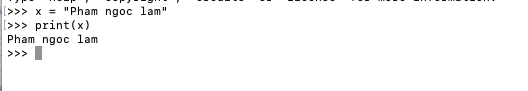 [>>> x = "Pham ngoc lam"
[>>> print(x)
Pham ngoc lam
>>>